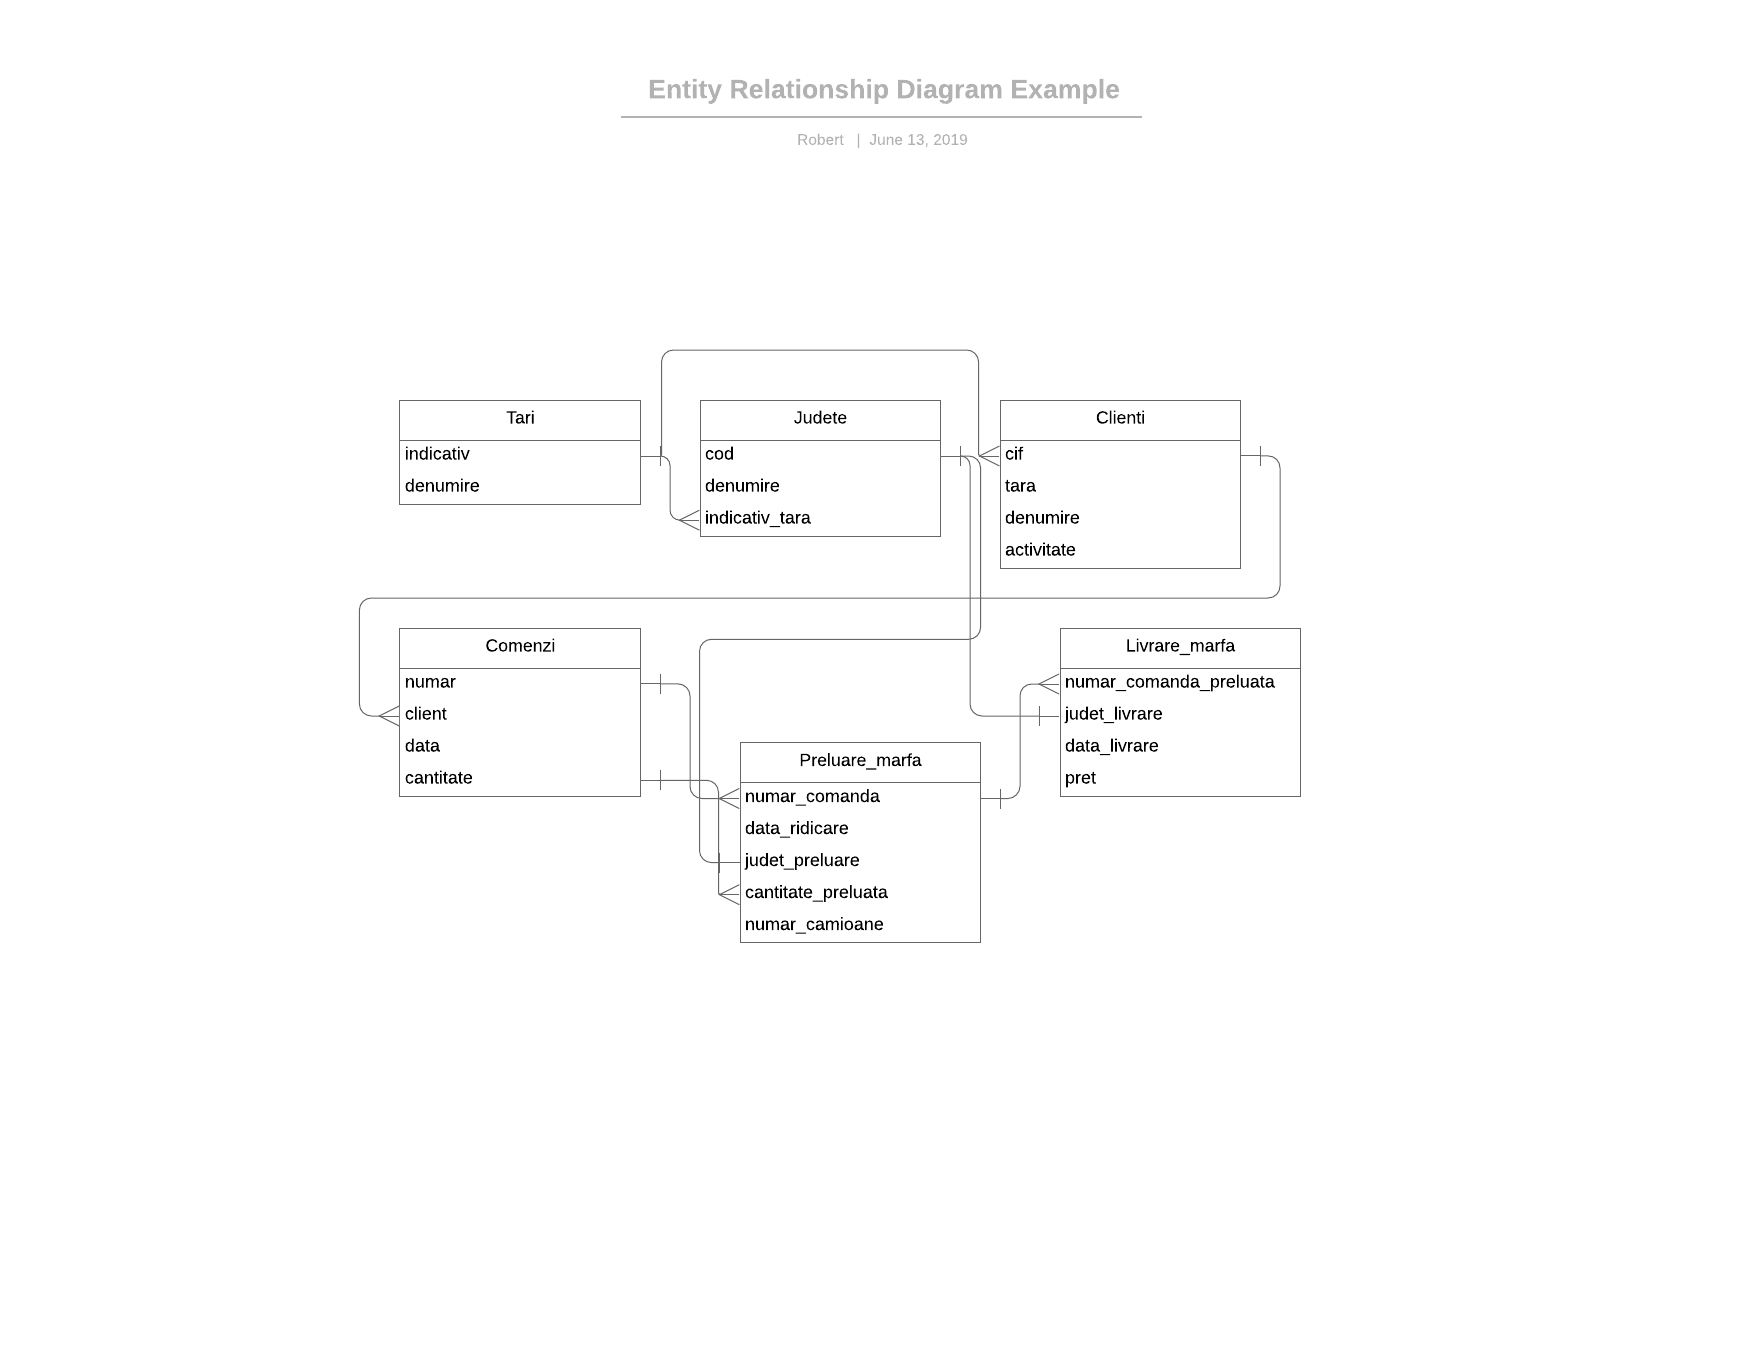 Entity Relationship Diagram Example
Robert | June 13, 2019
Tari
indicativ
denumire
Judete
cod
denumire
indicativ_tara
Clienti
cif
tara
denumire
activitate
Comenzi
numar
client
data
cantitate
Preluare_marfa
numar_comanda
data_ridicare
judet_preluare
cantitate_preluata
numar_camioane
Livrare_marfa
numar_comanda_preluata
judet_livrare
data_livrare
pret